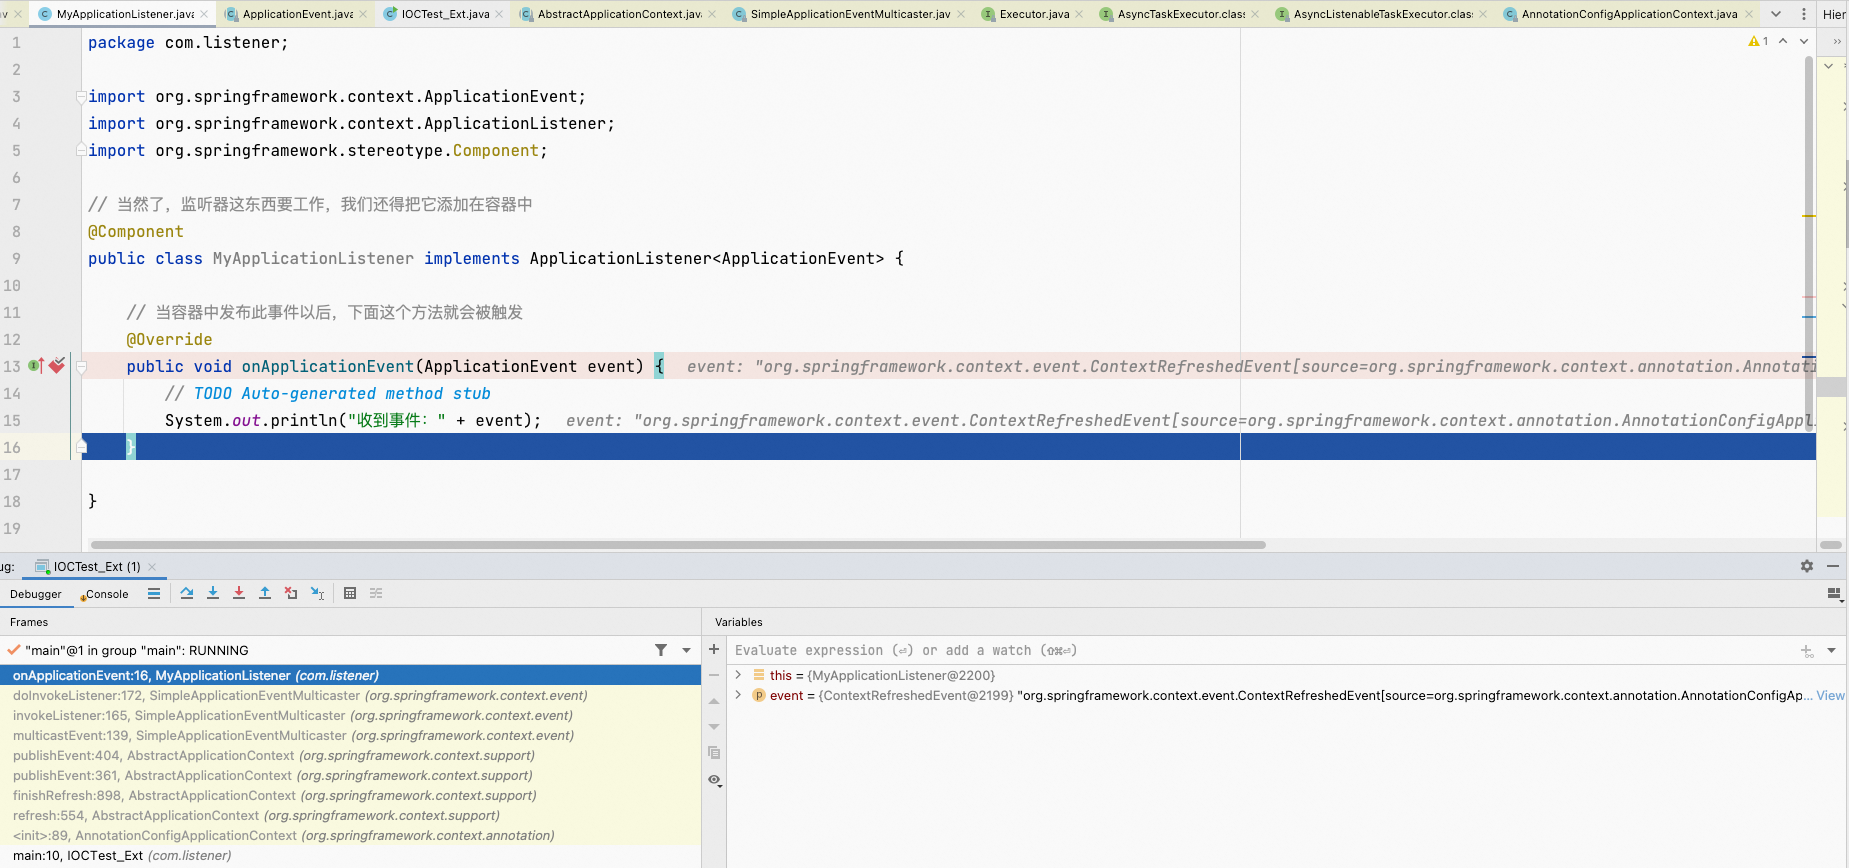 MyApplicationListener.java ApplicationEvent.java IOCTest_Ext.java AbstractApplicationContext.java SimpleApplicationEventMulticaster.jav Executor.java AsyncTaskExecutor.class AsyncListenableTaskExecutor.clas AnnotationConfigApplicationContext.java Hier
1 package com.listener; 1
2
3 import org.springframework.context.ApplicationEvent;
4 import org.springframework.context.ApplicationListener;
5 import org.springframework.stereotype.Component;
6
7 // 当然了，监听器这东西要工作，我们还得把它添加在容器中
8 @Component
9 public class MyApplicationListener implements ApplicationListener<ApplicationEvent> {
10
11 // 当容器中发布此事件以后，下面这个方法就会被触发
12 @Override
13 public void onApplicationEvent(ApplicationEvent event) { event: "org.springframework.context.event.ContextRefreshedEvent[source=org.springframework.context.annotation.Annotati
14 // TODO Auto-generated method stub
15 System.out.println("收到事件：" + event); event: "org.springframework.context.event.ContextRefreshedEvent[source=org.springframework.context.annotation.AnnotationConfigAppl
16 }
17
18 }
19
ug: IOCTest_Ext (1)
Debugger Console
Frames
Variables
"main"@1 in group "main": RUNNING
Evaluate expression (⏎) or add a watch (⇧⌘⏎)
onApplicationEvent:16, MyApplicationListener (com.listener)
doInvokeListener:172, SimpleApplicationEventMulticaster (org.springframework.context.event)
invokeListener:165, SimpleApplicationEventMulticaster (org.springframework.context.event)
multicastEvent:139, SimpleApplicationEventMulticaster (org.springframework.context.event)
publishEvent:404, AbstractApplicationContext (org.springframework.context.support)
publishEvent:361, AbstractApplicationContext (org.springframework.context.support)
finishRefresh:898, AbstractApplicationContext (org.springframework.context.support)
refresh:554, AbstractApplicationContext (org.springframework.context.support)
<init>:89, AnnotationConfigApplicationContext (org.springframework.context.annotation)
main:10, IOCTest_Ext (com.listener)
this = {MyApplicationListener@2200}
event = {ContextRefreshedEvent@2199} "org.springframework.context.event.ContextRefreshedEvent[source=org.springframework.context.annotation.AnnotationConfigAp... View